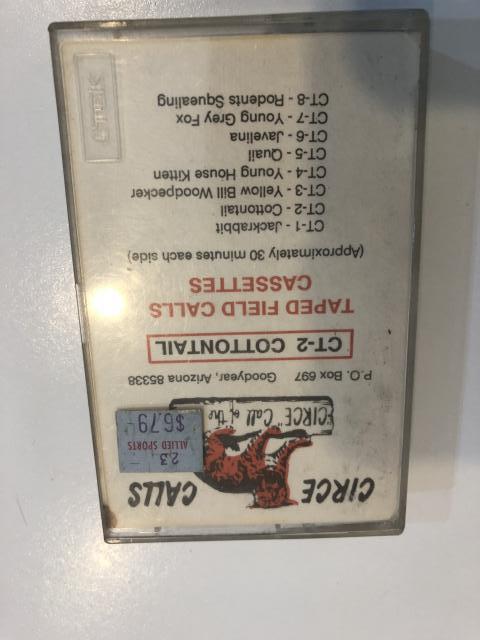 CIRCE CALLS
"CIRCE" Call of the
23
ALLIED SPORTS
$6.79
P.O. Box 697 Goodyear, Arizona 85338
CT-2 COTTONTAIL
TAPED FIELD CALLS
CASSETTES
(Approximately 30 minutes each side)
CT-1 - Jackrabbit
CT-2 - Cottontail
CT-3 - Yellow Bill Woodpecker
CT-4 - Young House Kitten
CT-5 - Quail
CT-6 - Javelina
CT-7 - Young Grey Fox
CT-8 - Rodents Squealing